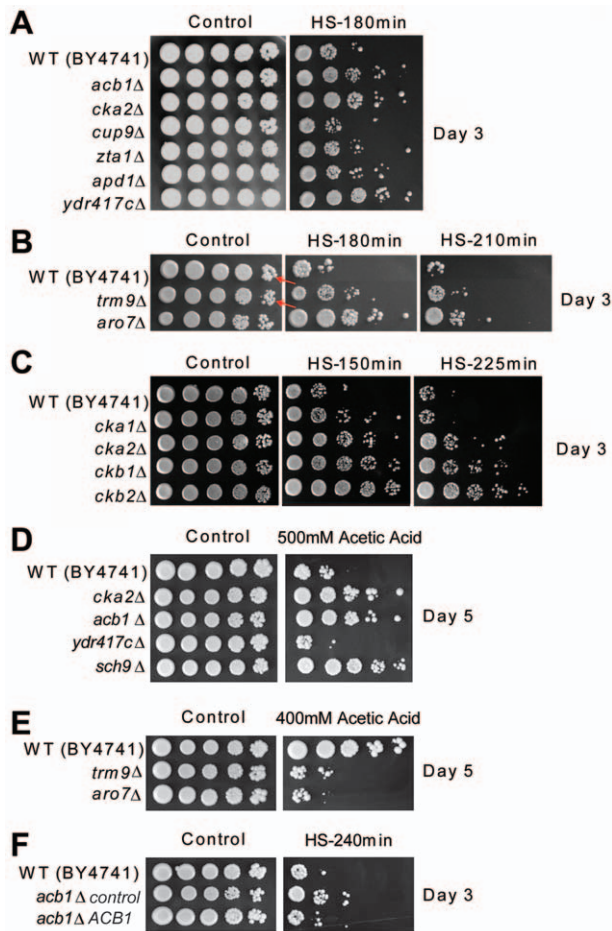 A Control HS-180min
WT (BY4741)
acb1Δ
cka2Δ
cup9Δ
zta1Δ
apd1Δ
ydr417cΔ
Day 3
B Control HS-180min HS-210min
WT (BY4741)
trm9Δ
aro7Δ
Day 3
C Control HS-150min HS-225min
WT (BY4741)
cka1Δ
cka2Δ
ckb1Δ
ckb2Δ
Day 3
D Control 500mM Acetic Acid
WT (BY4741)
cka2Δ
acb1Δ
ydr417cΔ
sch9Δ
Day 5
E Control 400mM Acetic Acid
WT (BY4741)
trm9Δ
aro7Δ
Day 5
F Control HS-240min
WT (BY4741)
acb1Δ control
acb1Δ ACB1
Day 3